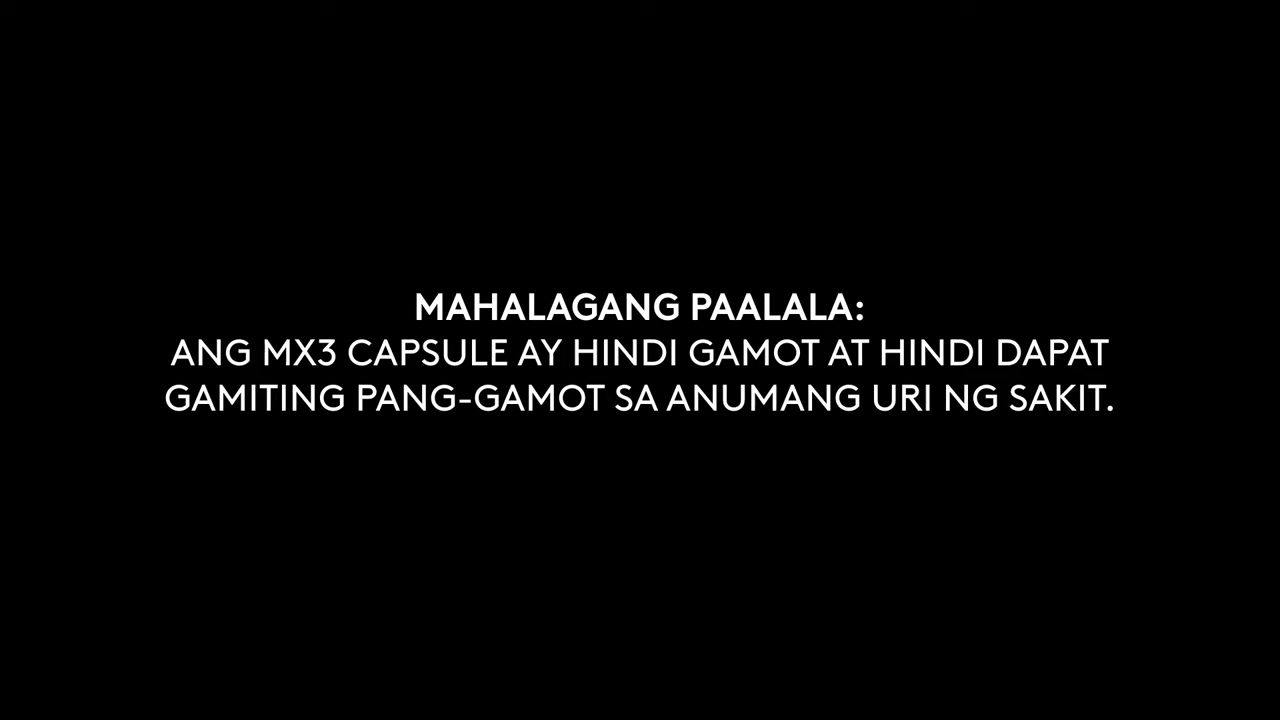 MAHALAGANG PAALALA:
ANG MX3 CAPSULE AY HINDI GAMOT AT HINDI DAPAT
GAMITING PANG-GAMOT SA ANUMANG URI NG SAKIT.